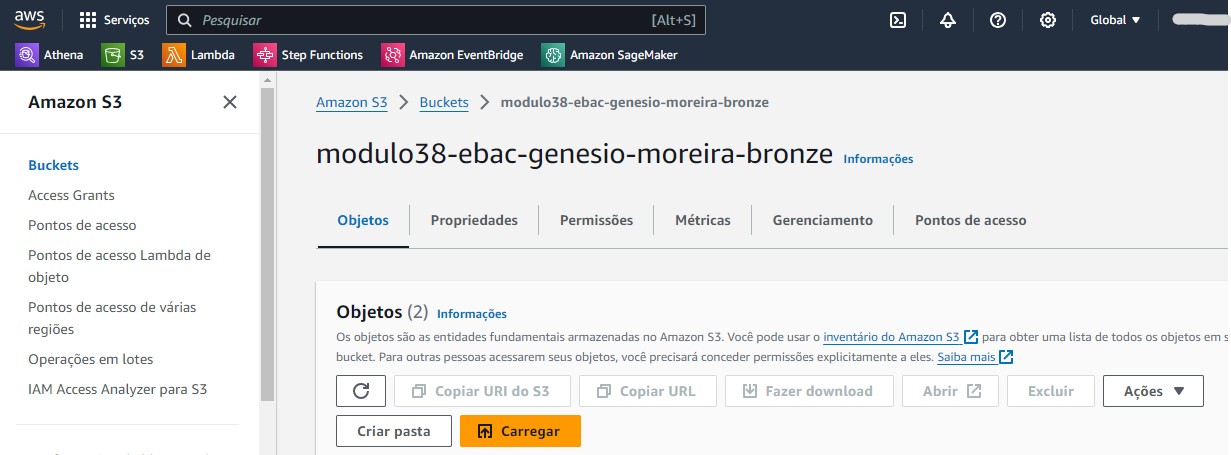 aws Serviços Pesquisar [Alt+S] Global
Athena S3 Lambda Step Functions Amazon EventBridge Amazon SageMaker
Amazon S3
Buckets
Access Grants
Pontos de acesso
Pontos de acesso Lambda de
objeto
Pontos de acesso de várias
regiões
Operações em lotes
IAM Access Analyzer para S3
Amazon S3 > Buckets > modulo38-ebac-genesio-moreira-bronze
modulo38-ebac-genesio-moreira-bronze Informações
Objetos Propriedades Permissões Métricas Gerenciamento Pontos de acesso
Objetos (2) Informações
Os objetos são as entidades fundamentais armazenadas no Amazon S3. Você pode usar o inventário do Amazon S3 para obter uma lista de todos os objetos em s
bucket. Para outras pessoas acessarem seus objetos, você precisará conceder permissões explicitamente a eles. Saiba mais
Copiar URI do S3 Copiar URL Fazer download Abrir Excluir Ações
Criar pasta Carregar